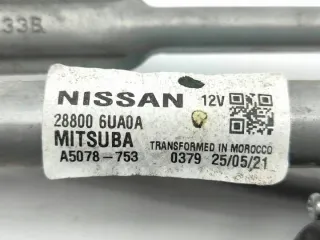 33B
NISSAN 12V
28800 6UA0A
MITSUBA TRANSFORMED IN MOROCCO
A5078-753 0379 25/05/21